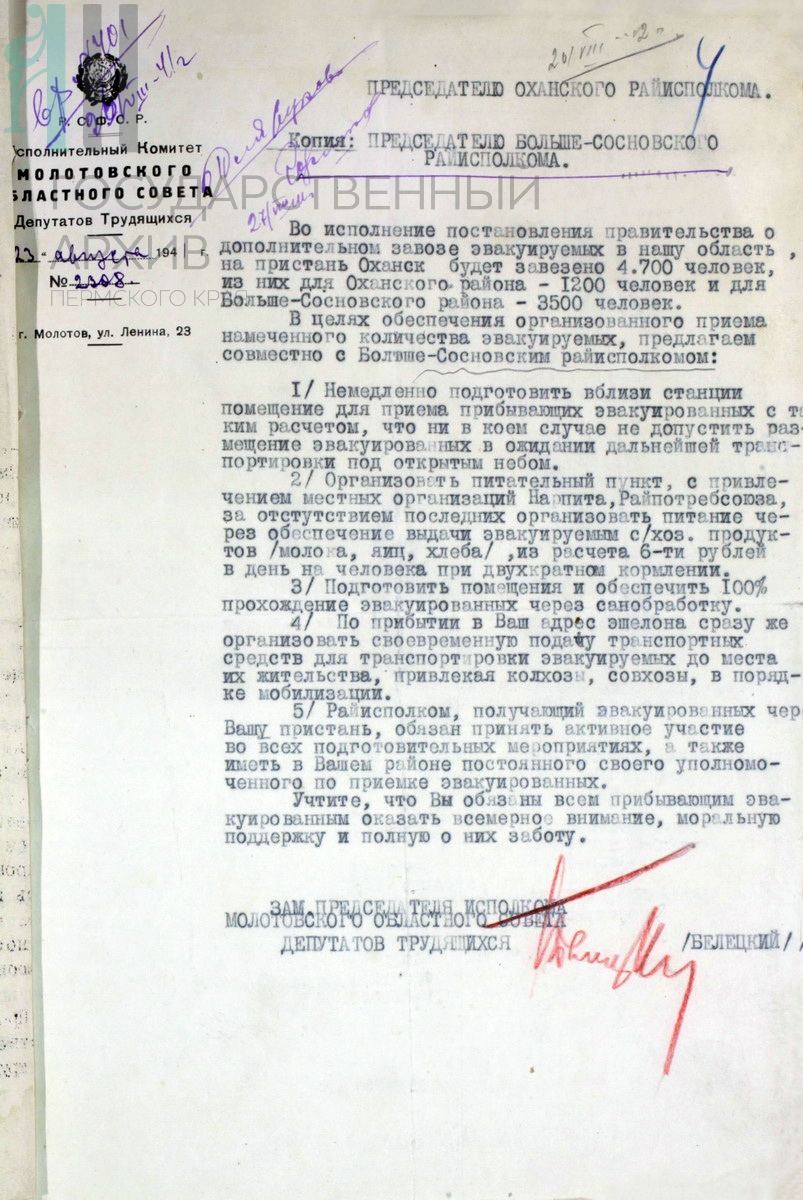 Р. С. Ф. С. Р.
Исполнительный Комитет
МОЛОТОВСКОГО
ОБЛАСТНОГО СОВЕТА
Депутатов Трудящихся
23 августа 1941 г.
№ 2308
г. Молотов, ул. Ленина, 23
ГОСУДАРСТВЕННЫЙ
АРХИВ
ПЕРМСКОГО КР
ПРЕДСЕДАТЕЛЮ ОХАНСКОГО РАЙИСПОЛКОМА.
Копия: ПРЕДСЕДАТЕЛЮ БОЛЬШЕ-СОСНОВСКОГО
РАЙИСПОЛКОМА.
Во исполнение постановления правительства о
дополнительном завозе эвакуируемых в нашу область ,
на пристань Оханск будет завезено 4.700 человек,
из них для Оханского района - 1200 человек и для
Больше-Сосновского района - 3500 человек.
В целях обеспечения организованного приема
намеченного количества эвакуируемых, предлагаем
совместно с Больше-Сосновским райисполкомом:
1/ Немедленно подготовить вблизи станции
помещение для приема прибывающих эвакуированных с та
ким расчетом, что ни в коем случае не допустить раз-
мещение эвакуированных в ожидании дальнейшей транс-
портировки под открытым небом.
2/ Организовать питательный пункт, с привле-
чением местных организаций Нарпита, Райпотребсоюза,
за отстутствием последних организовать питание че-
рез обеспечение выдачи эвакуируемым с/хоз. продук-
тов /молока, яиц, хлеба/ ,из расчета 6-ти рублей
в день на человека при двухкратном кормлении.
3/ Подготовить помещения и обеспечить 100%
прохождение эвакуированных через санобработку.
4/ По прибытии в Ваш адрес эшелона сразу же
организовать своевременную подачу транспортных
средств для транспортировки эвакуируемых до места
их жительства, привлекая колхозы, совхозы, в поряд-
ке мобилизации.
5/ Райисполком, получающий эвакуированных чер
Вашу пристань, обязан принять активное участие
во всех подготовительных мероприятиях, а также
иметь в Вашем районе постоянного своего уполномо-
ченного по приемке эвакуированных.
Учтите, что Вы обязаны всем прибывающим эва-
куированным оказать всемерное внимание, моральную
поддержку и полную о них заботу.
ЗАМ.ПРЕДСЕДАТЕЛЯ ИСПОЛКОМА
МОЛОТОВСКОГО ОБЛАСТНОГО СОВЕТА
ДЕПУТАТОВ ТРУДЯЩИХСЯ /БЕЛЕЦКИЙ/